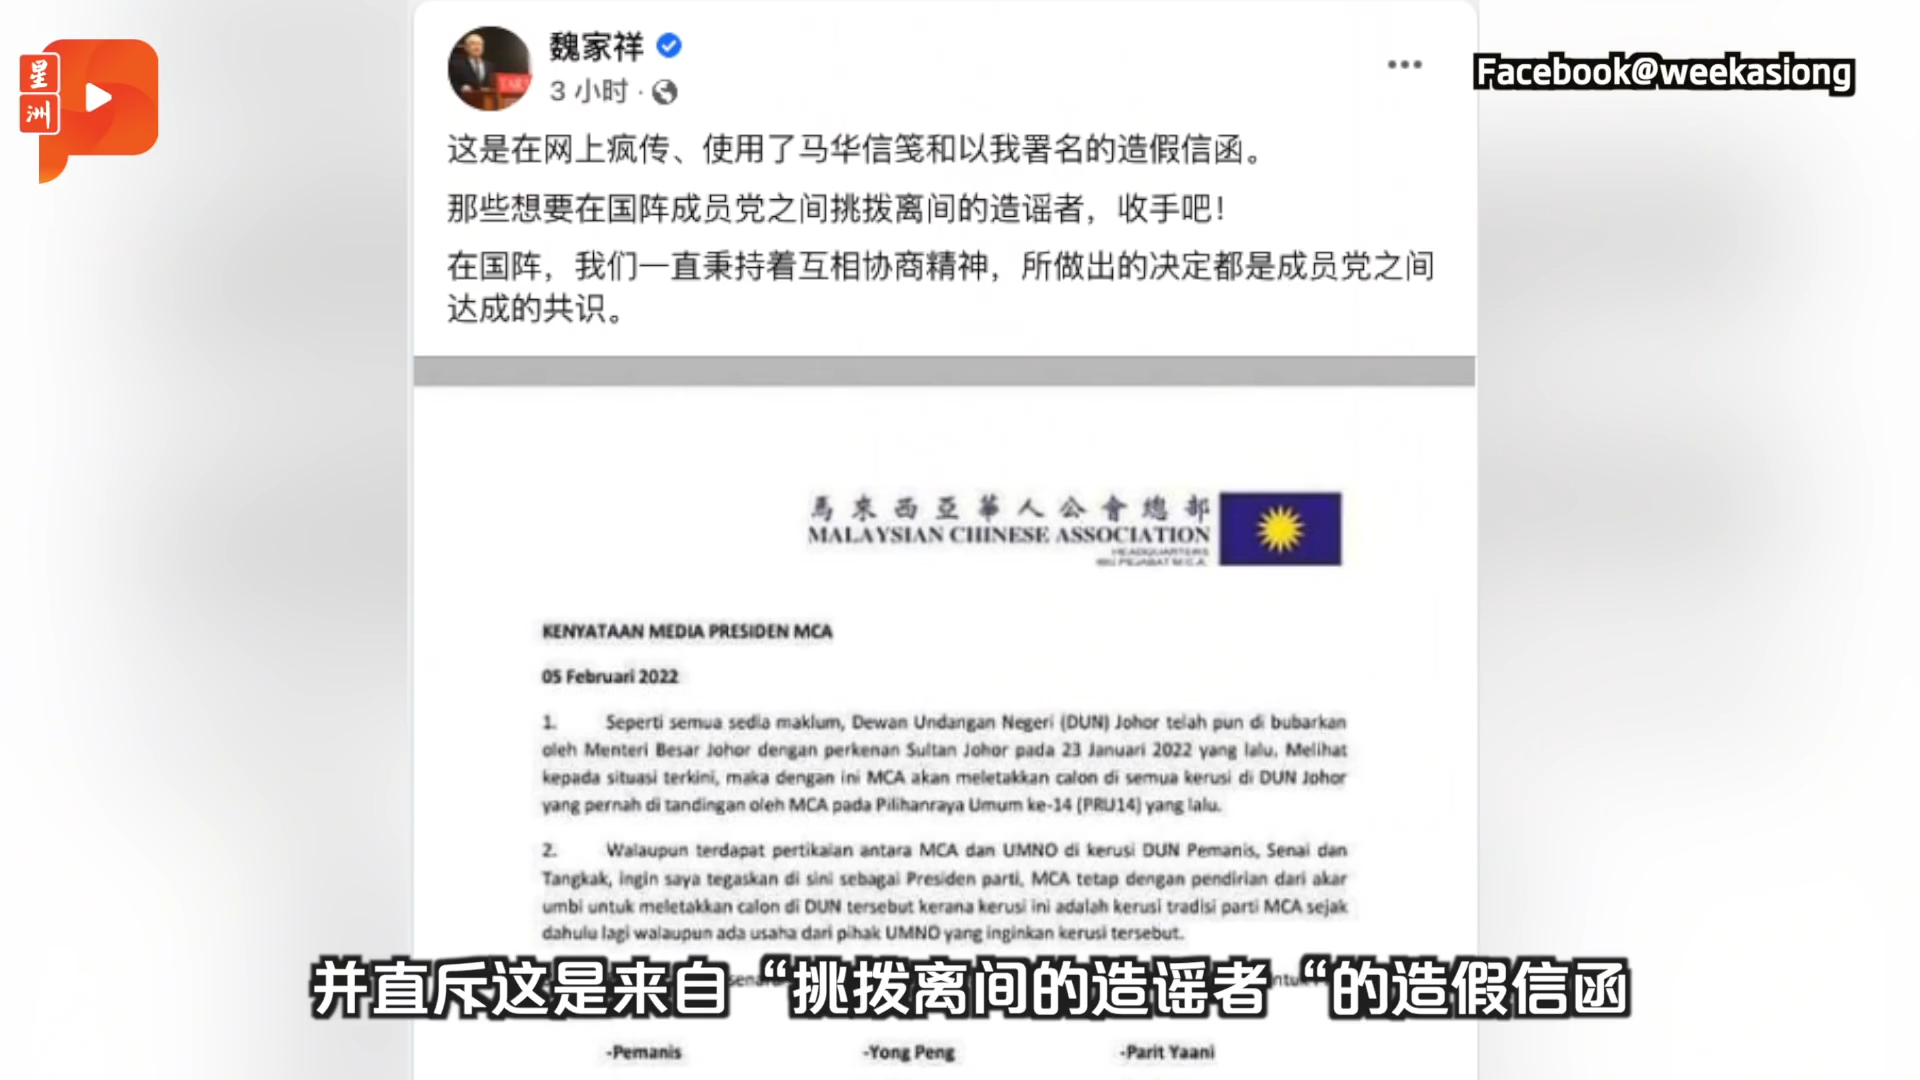 星洲
魏家祥
3 小时 ·
Facebook@weekasiong
这是在网上疯传、使用了马华信笺和以我署名的造假信函。
那些想要在国阵成员党之间挑拨离间的造谣者，收手吧！
在国阵，我们一直秉持着互相协商精神，所做出的决定都是成员党之间
达成的共识。
馬來西亞華人公會總部
MALAYSIAN CHINESE ASSOCIATION
HEADQUARTERS
IBU PEJABAT M.C.A.
KENYATAAN MEDIA PRESIDEN MCA
05 Februari 2022
1. Seperti semua sedia maklum, Dewan Undangan Negeri (DUN) Johor telah pun di bubarkan
oleh Menteri Besar Johor dengan perkenan Sultan Johor pada 23 Januari 2022 yang lalu. Melihat
kepada situasi terkini, maka dengan ini MCA akan meletakkan calon di semua kerusi di DUN Johor
yang pernah di tandingan oleh MCA pada Pilihanraya Umum ke-14 (PRU14) yang lalu.
2. Walaupun terdapat pertikaian antara MCA dan UMNO di kerusi DUN Pemanis, Senai dan
Tangkak, ingin saya tegaskan di sini sebagai Presiden parti, MCA tetap dengan pendirian dari akar
umbi untuk meletakkan calon di DUN tersebut kerana kerusi ini adalah kerusi tradisi parti MCA sejak
dahulu lagi walaupun ada usaha dari pihak UMNO yang inginkan kerusi tersebut.
并直斥这是来自“挑拨离间的造谣者“的造假信函
-Pemanis -Yong Peng -Parit Yaani